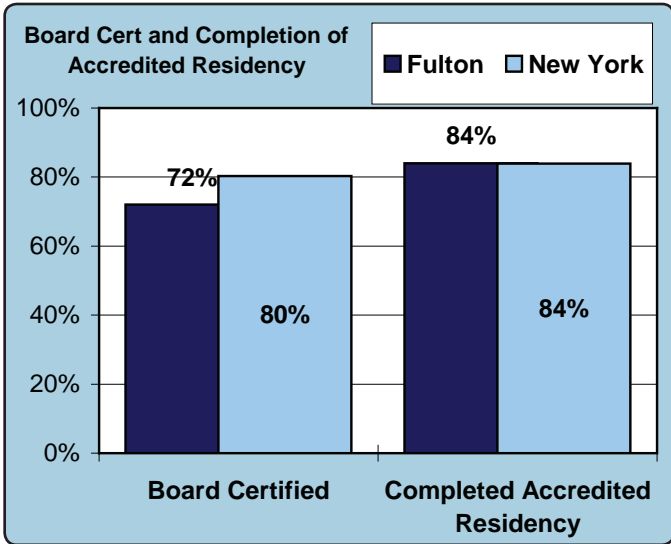 Board Cert and Completion of
Accredited Residency
Fulton New York
100%
80%
60%
40%
20%
0%
72%
80%
84%
84%
Board Certified
Completed Accredited
Residency